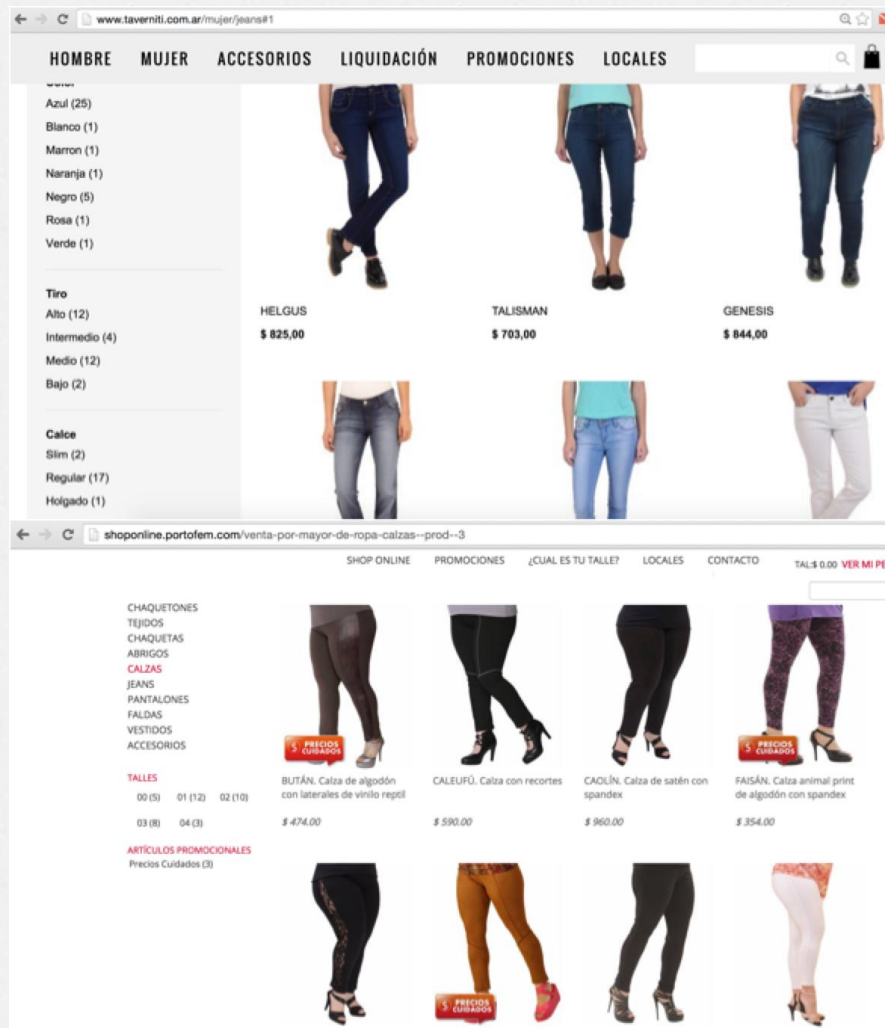 www.taverniti.com.ar/mujer/jeans#1
HOMBRE MUJER ACCESORIOS LIQUIDACIÓN PROMOCIONES LOCALES
Color
Azul (25)
Blanco (1)
Marron (1)
Naranja (1)
Negro (5)
Rosa (1)
Verde (1)
Tiro
Alto (12)
Intermedio (4)
Medio (12)
Bajo (2)
Calce
Slim (2)
Regular (17)
Holgado (1)
HELGUS TALISMAN GENESIS
$ 825,00 $ 703,00 $ 844,00
shoponline.portofem.com/venta-por-mayor-de-ropa-calzas--prod--3
SHOP ONLINE PROMOCIONES ¿CUAL ES TU TALLE? LOCALES CONTACTO TAL:$ 0.00 VER MI PE
CHAQUETONES
TEJIDOS
CHAQUETAS
ABRIGOS
CALZAS
JEANS
PANTALONES
FALDAS
VESTIDOS
ACCESORIOS
TALLES
00 (5) 01 (12) 02 (10)
03 (8) 04 (3)
ARTÍCULOS PROMOCIONALES
Precios Cuidados (3)
$ PRECIOS
CUIDADOS
$ PRECIOS
CUIDADOS
BUTÁN. Calza de algodón
con laterales de vinilo reptil
$ 474.00
CALEUFÚ. Calza con recortes
$ 590.00
CAOLÍN. Calza de satén con
spandex
$ 960.00
FAISÁN. Calza animal print
de algodón con spandex
$ 354.00
$ PRECIOS
CUIDADOS